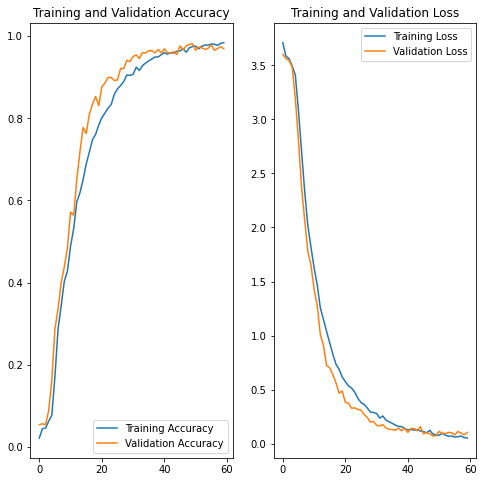 Training and Validation Accuracy
1.0
0.8
0.6
0.4
0.2
0.0
0 20 40 60
Training Accuracy
Validation Accuracy
Training and Validation Loss
3.5
3.0
2.5
2.0
1.5
1.0
0.5
0.0
0 20 40 60
Training Loss
Validation Loss